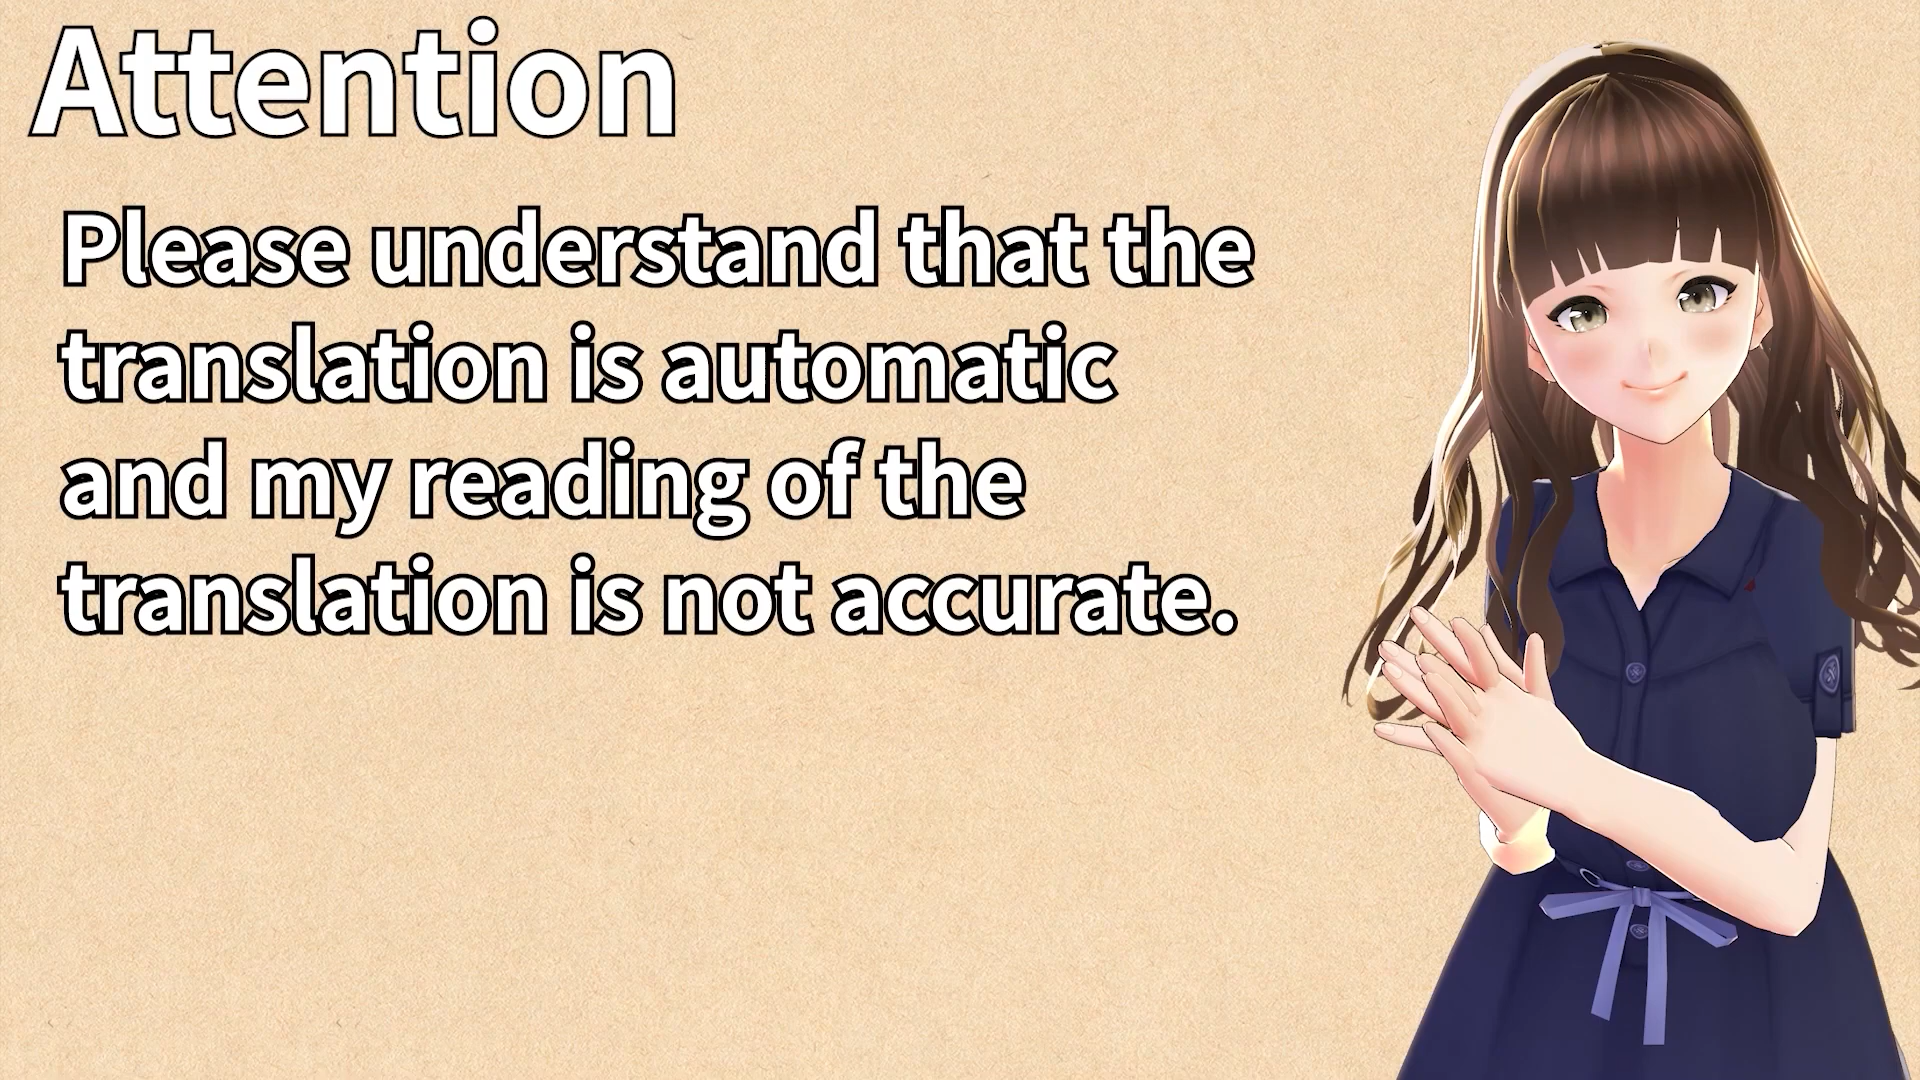 Attention
Please understand that the
translation is automatic
and my reading of the
translation is not accurate.